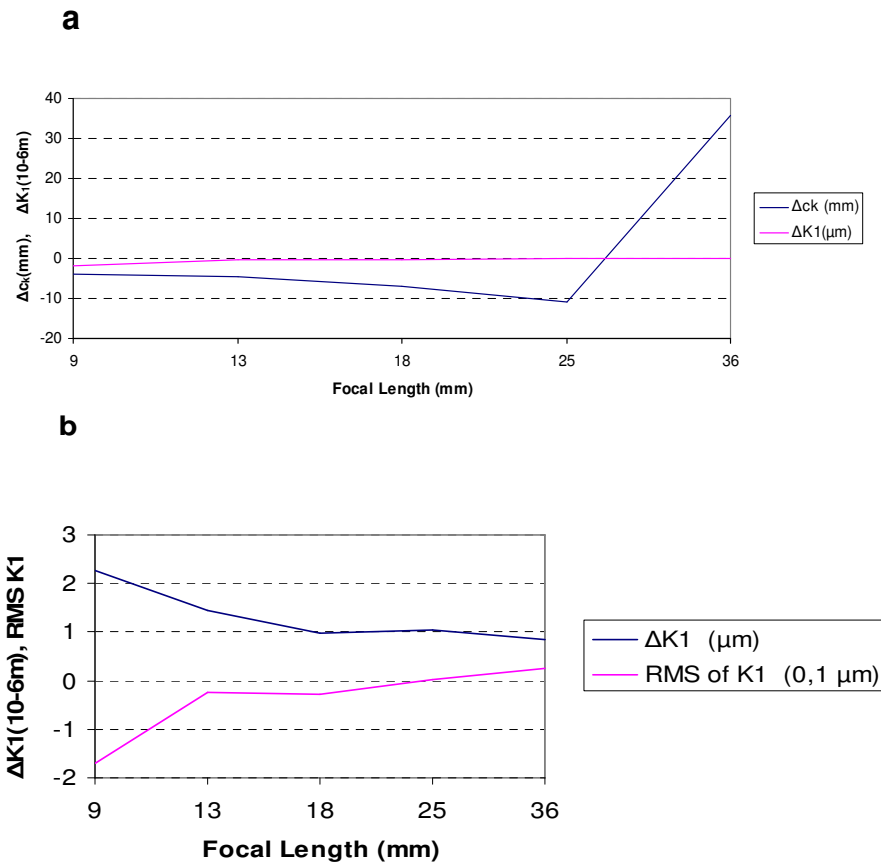 a
40
30
20
10
0
-10
-20
Δck(mm), ΔK1(10-6m)
9 13 18 25 36
Focal Length (mm)
Δck (mm)
ΔK1(µm)
b
3
2
1
0
-1
-2
ΔK1(10-6m), RMS K1
9 13 18 25 36
Focal Length (mm)
ΔK1 (µm)
RMS of K1 (0,1 µm)